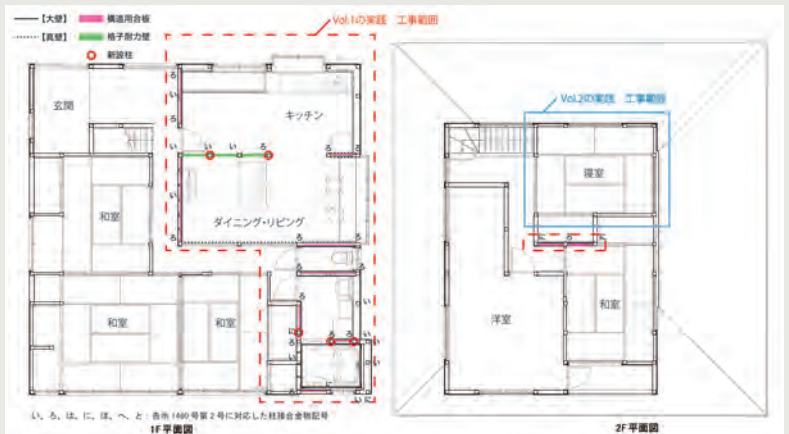 【大壁】 構造用合板
【真壁】 格子耐力壁
新設柱
Vol.1の実践 工事範囲
Vol.2の実践 工事範囲
玄関
キッチン
和室
ダイニング・リビング
和室
和室
寝室
洋室
和室
い、ろ、は、に、ほ、へ、と：告示1460号第2号に対応した柱接合金物記号
1F平面図
2F平面図